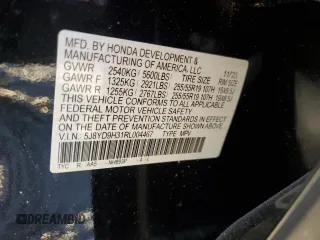 MFD. BY HONDA DEVELOPMENT &
MANUFACTURING OF AMERICA, LLC
GVWR 2540KG ( 5600LBS) TIRE SIZE RIM SIZE
GAWR F 1325KG ( 2921LBS) 255/55R19 107H 19X8.5J
GAWR R 1255KG ( 2767LBS) 255/55R19 107H 19X8.5J
THIS VEHICLE CONFORMS TO ALL APPLICABLE
FEDERAL MOTOR VEHICLE SAFETY AND
THEFT PREVENTION STANDARDS IN EFFECT ON
THE DATE OF MANUFACTURE SHOWN ABOVE.
V.I.N.: 5J8YD9H31RL004467 TYPE: MPV
TYC R AA5
DREAMBID